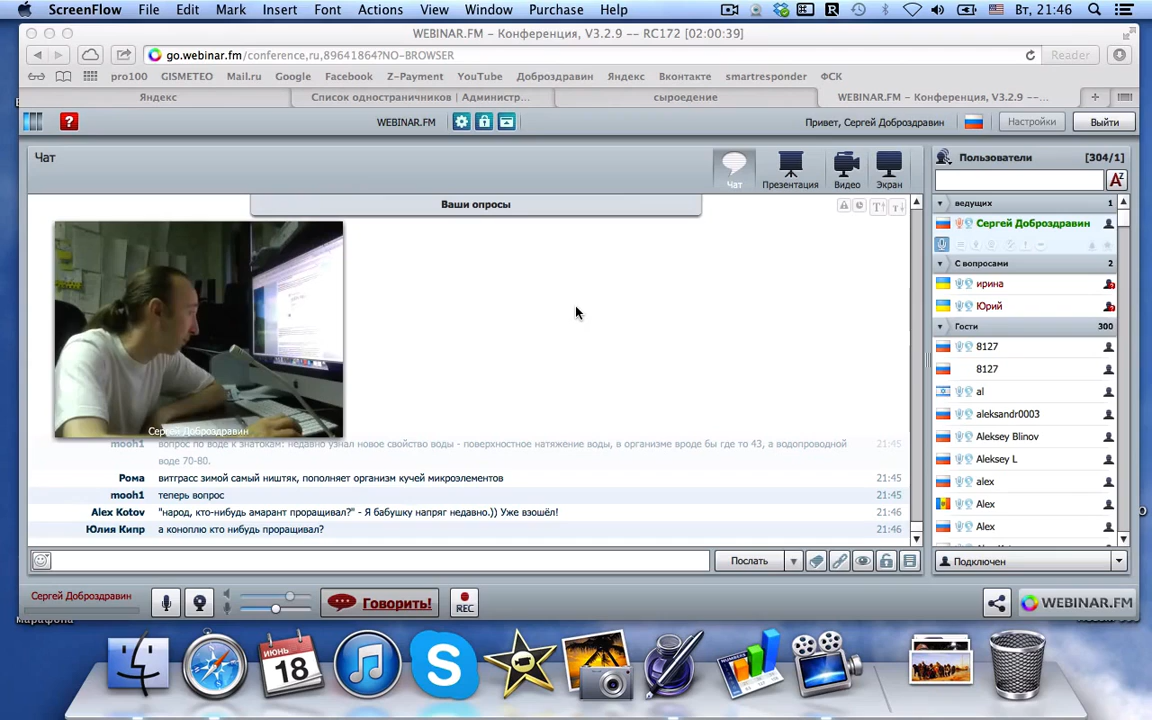 ScreenFlow File Edit Mark Insert Font Actions View Window Purchase Help Вт, 21:46
WEBINAR.FM – Конференция, V3.2.9 –– RC172 [02:00:39]
go.webinar.fm/conference,ru,89641864?NO-BROWSER Reader
pro100 GISMETEO Mail.ru Google Facebook Z-Payment YouTube Доброздравин Яндекс Вконтакте smartresponder ФСК
Яндекс Список одностраничников | Администр... сыроедение WEBINAR.FM – Конференция, V3.2.9 ––...
WEBINAR.FM Привет, Сергей Доброздравин Настройки Выйти
Чат
Чат Презентация Видео Экран
Пользователи [304/1]
Ваши опросы
ведущих 1
Сергей Доброздравин
С вопросами 2
ирина
Юрий
Гости 300
8127
8127
al
aleksandr0003
Aleksey Blinov
Aleksey L
alex
Alex
Alex
Сергей Доброздравин
mooh1 вопрос по воде к знатокам: недавно узнал новое свойство воды - поверхностное натяжение воды, в организме вроде бы где то 43, а водопроводной 21:45
воде 70-80.
Рома витграсс зимой самый ништяк, пополняет организм кучей микроэлементов 21:45
mooh1 теперь вопрос 21:45
Alex Kotov "народ, кто-нибудь амарант проращивал?" - Я бабушку напряг недавно.)) Уже взошёл! 21:46
Юлия Кипр а коноплю кто нибудь проращивал? 21:46
Послать
Подключен
Сергей Доброздравин
Говорить!
REC
WEBINAR.FM
марафона
ИЮНЬ
18